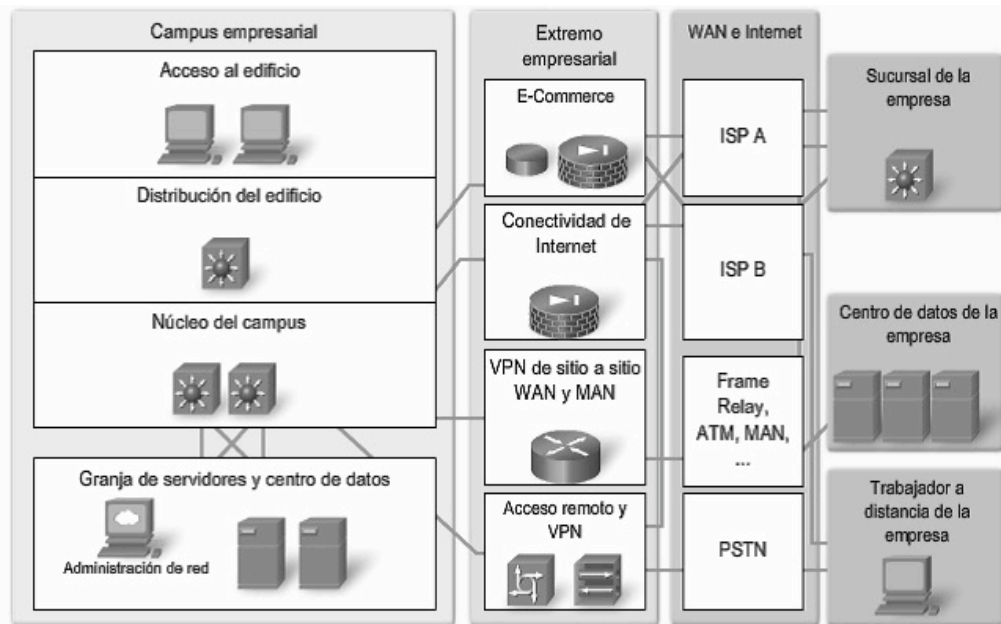 Campus empresarial
Acceso al edificio
Distribución del edificio
Núcleo del campus
Granja de servidores y centro de datos
Administración de red
Extremo
empresarial
E-Commerce
Conectividad de
Internet
VPN de sitio a sitio
WAN y MAN
Acceso remoto y
VPN
WAN e Internet
ISP A
ISP B
Frame
Relay,
ATM, MAN,
...
PSTN
Sucursal de la
empresa
Centro de datos de la
empresa
Trabajador a
distancia de la
empresa